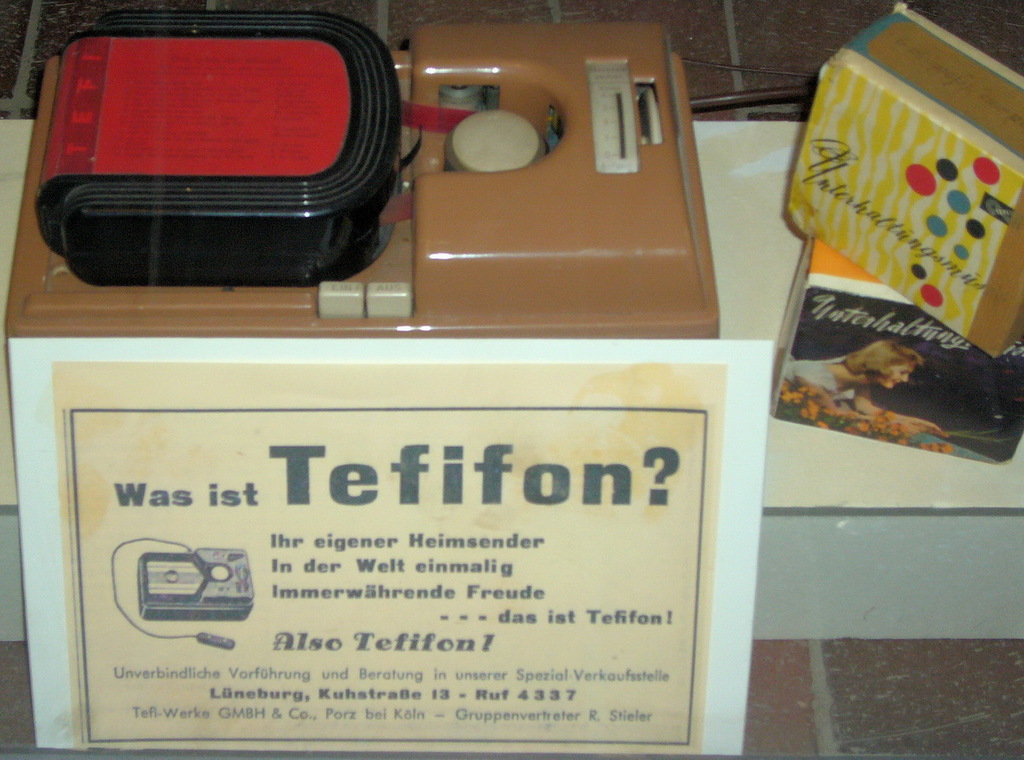 TEFI
EIN
AUS
Unterhaltungsmus
Unterhaltung
Was ist Tefifon?
Ihr eigener Heimsender
In der Welt einmalig
Immerwährende Freude
- - - das ist Tefifon!
Also Tefifon!
Unverbindliche Vorführung und Beratung in unserer Spezial-Verkaufsstelle
Lüneburg, Kuhstraße 13 - Ruf 4337
Tefi-Werke GMBH & Co., Porz bei Köln — Gruppenvertreter R. Stieler